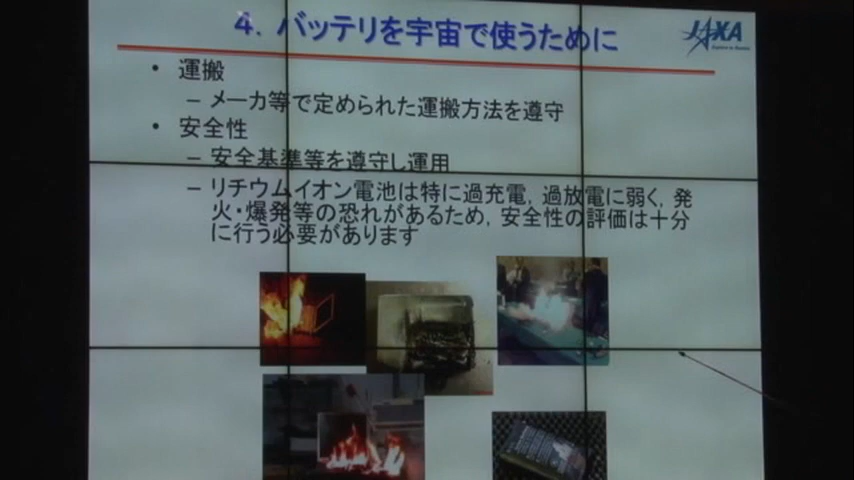 4. バッテリを宇宙で使うために
JAXA
• 運搬
– メーカ等で定められた運搬方法を遵守
• 安全性
– 安全基準等を遵守し運用
– リチウムイオン電池は特に過充電, 過放電に弱く, 発
火・爆発等の恐れがあるため, 安全性の評価は十分
に行う必要があります